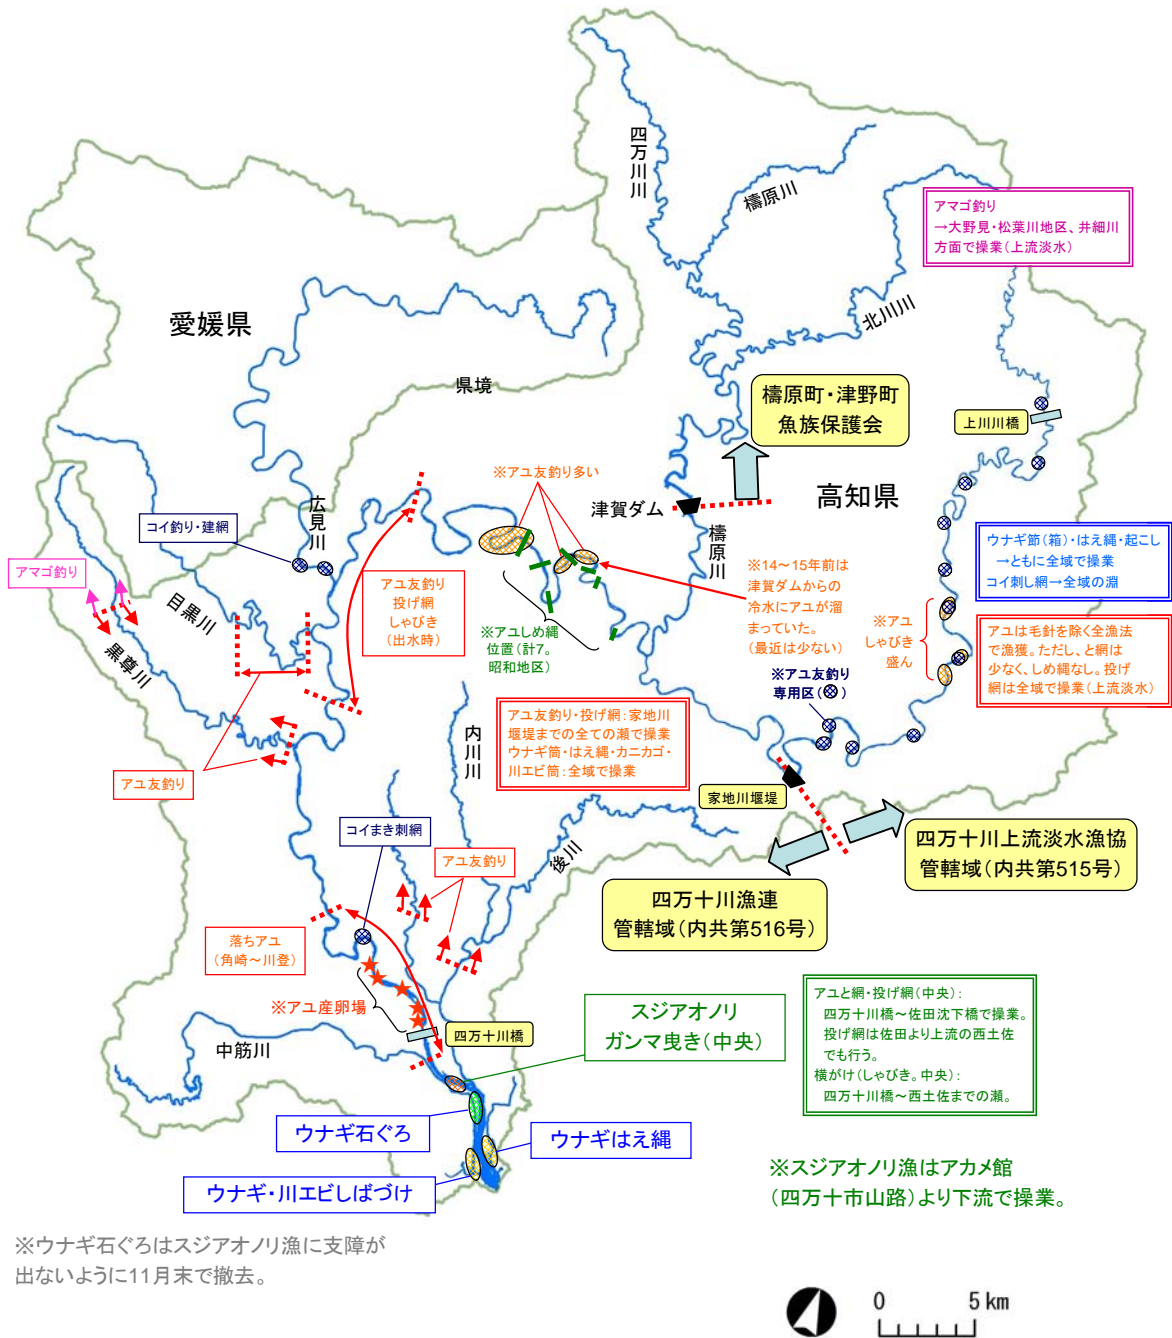 四万川川
檮原川
アマゴ釣り
→大野見・松葉川地区、井細川
方面で操業(上流淡水)
北川川
愛媛県
県境
檮原町・津野町
魚族保護会
上川川橋
※アユ友釣り多い
津賀ダム
高知県
広見川
コイ釣り・建網
檮原川
ウナギ節(箱)・はえ縄・起こし
→ともに全域で操業
コイ刺し網→全域の淵
アマゴ釣り
目黒川
黒尊川
アユ友釣り
投げ網
しゃびき
(出水時)
※14～15年前は
津賀ダムからの
冷水にアユが溜
まっていた。
(最近は少ない)
※アユしめ縄
位置(計7。
昭和地区)
※アユ
しゃびき
盛ん
アユは毛針を除く全漁法
で漁獲。ただし、と網は
少なく、しめ縄なし。投げ
網は全域で操業(上流淡水)
※アユ友釣り
専用区( )
アユ友釣り・投げ網:家地川
堰堤までの全ての瀬で操業
ウナギ筒・はえ縄・カニカゴ・
川エビ筒:全域で操業
内川川
アユ友釣り
家地川堰堤
コイまき刺網
アユ友釣り
後川
四万十川上流淡水漁協
管轄域(内共第515号)
四万十川漁連
管轄域(内共第516号)
落ちアユ
(角崎～川登)
※アユ産卵場
四万十川橋
スジアオノリ
ガンマ曳き(中央)
アユと網・投げ網(中央):
四万十川橋～佐田沈下橋で操業。
投げ網は佐田より上流の西土佐
でも行う。
横がけ(しゃびき。中央):
四万十川橋～西土佐までの瀬。
中筋川
ウナギ石ぐろ
ウナギはえ縄
ウナギ・川エビしばづけ
※スジアオノリ漁はアカメ館
(四万十市山路)より下流で操業。
※ウナギ石ぐろはスジアオノリ漁に支障が
出ないように11月末で撤去。
0 5 km